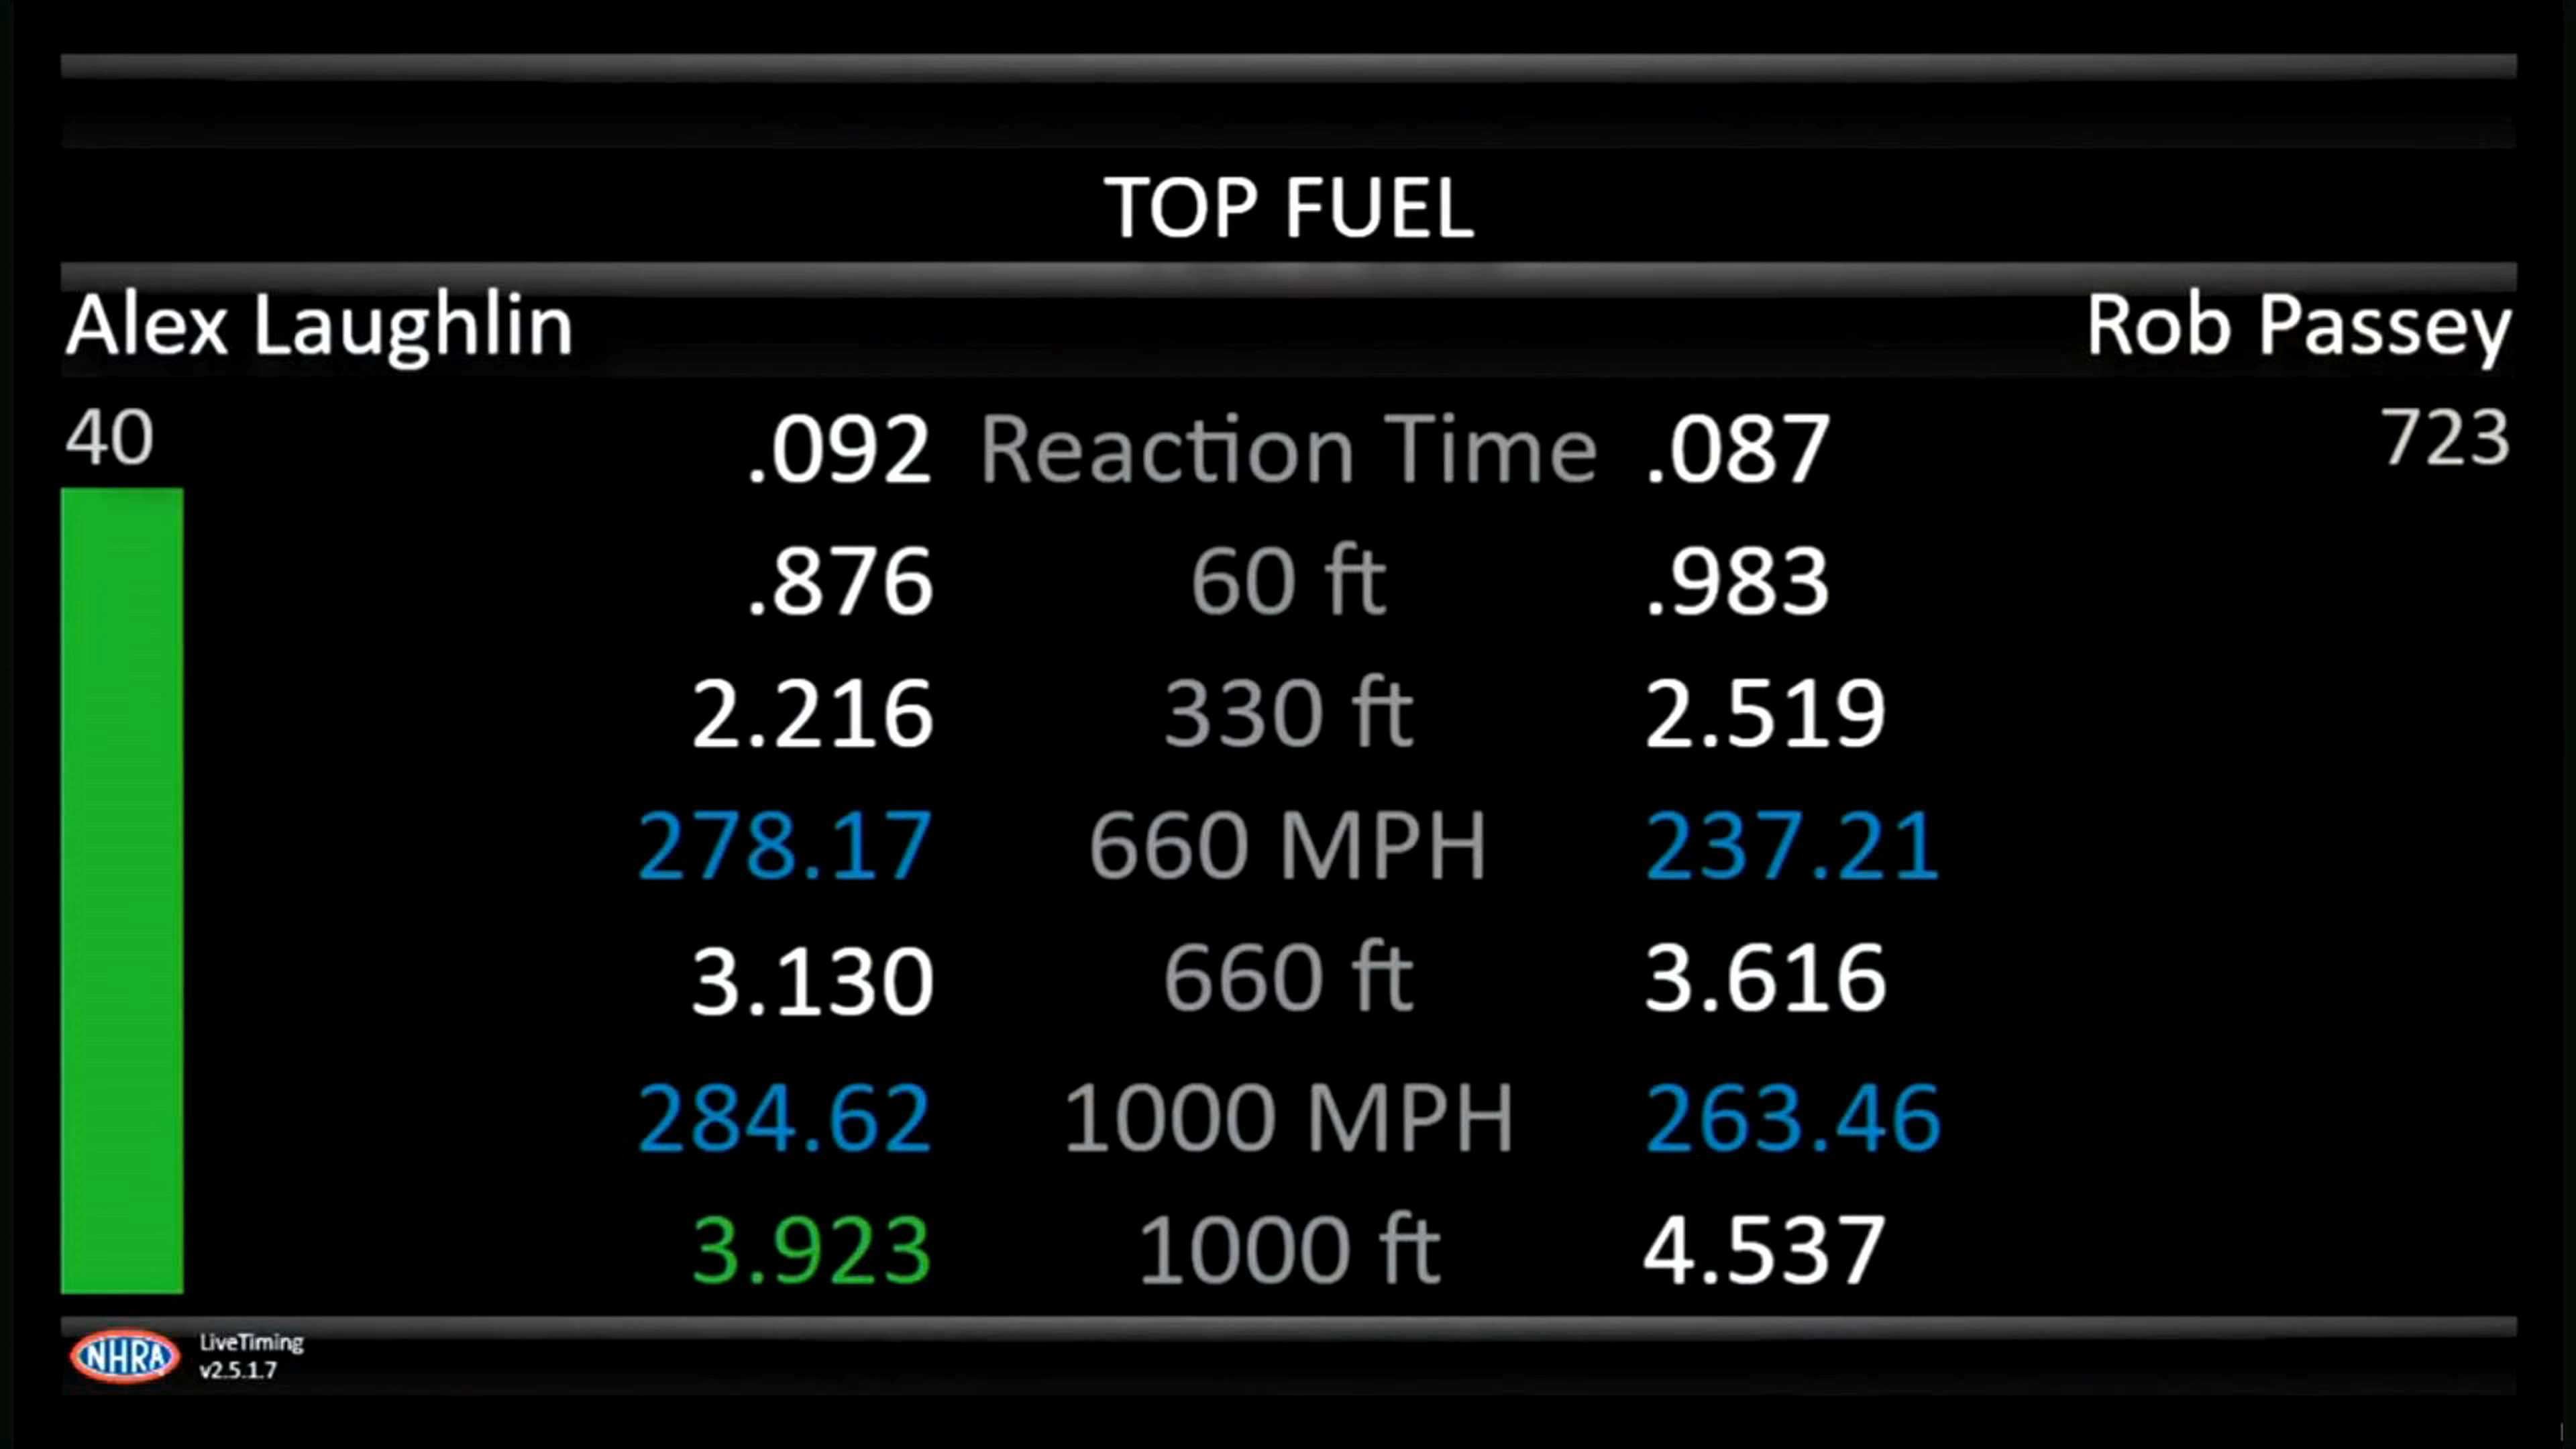 TOP FUEL
Alex Laughlin Rob Passey
40 .092 Reaction Time .087 723
.876 60 ft .983
2.216 330 ft 2.519
278.17 660 MPH 237.21
3.130 660 ft 3.616
284.62 1000 MPH 263.46
3.923 1000 ft 4.537
NHRA LiveTiming
v2.5.1.7